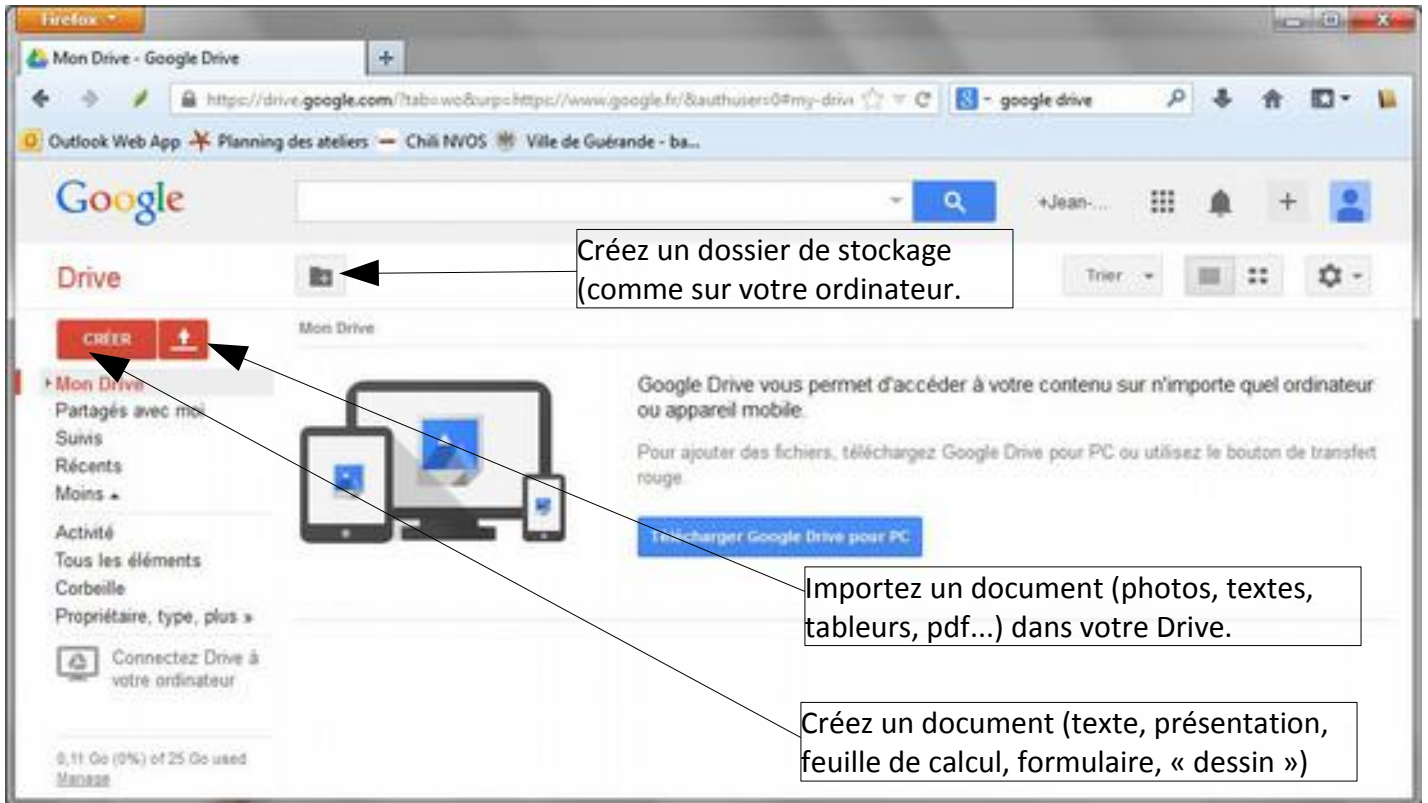 Firefox
Mon Drive - Google Drive
https://drive.google.com/?tab=wo&urp=https://www.google.fr/&authuser=0#my-driv
google drive
Outlook Web App
Planning des ateliers
Chili NVOS
Ville de Guérande - ba...
Google
+Jean-...
Créez un dossier de stockage
(comme sur votre ordinateur.
Drive
Trier
CRÉER
Mon Drive
Mon Drive
Partagés avec moi
Suivis
Récents
Moins
Activité
Tous les éléments
Corbeille
Propriétaire, type, plus »
Connectez Drive à
votre ordinateur
0,11 Go (0%) of 25 Go used
Manage
Google Drive vous permet d'accéder à votre contenu sur n'importe quel ordinateur
ou appareil mobile.
Pour ajouter des fichiers, téléchargez Google Drive pour PC ou utilisez le bouton de transfert
rouge.
Télécharger Google Drive pour PC
Importez un document (photos, textes,
tableurs, pdf...) dans votre Drive.
Créez un document (texte, présentation,
feuille de calcul, formulaire, « dessin »)